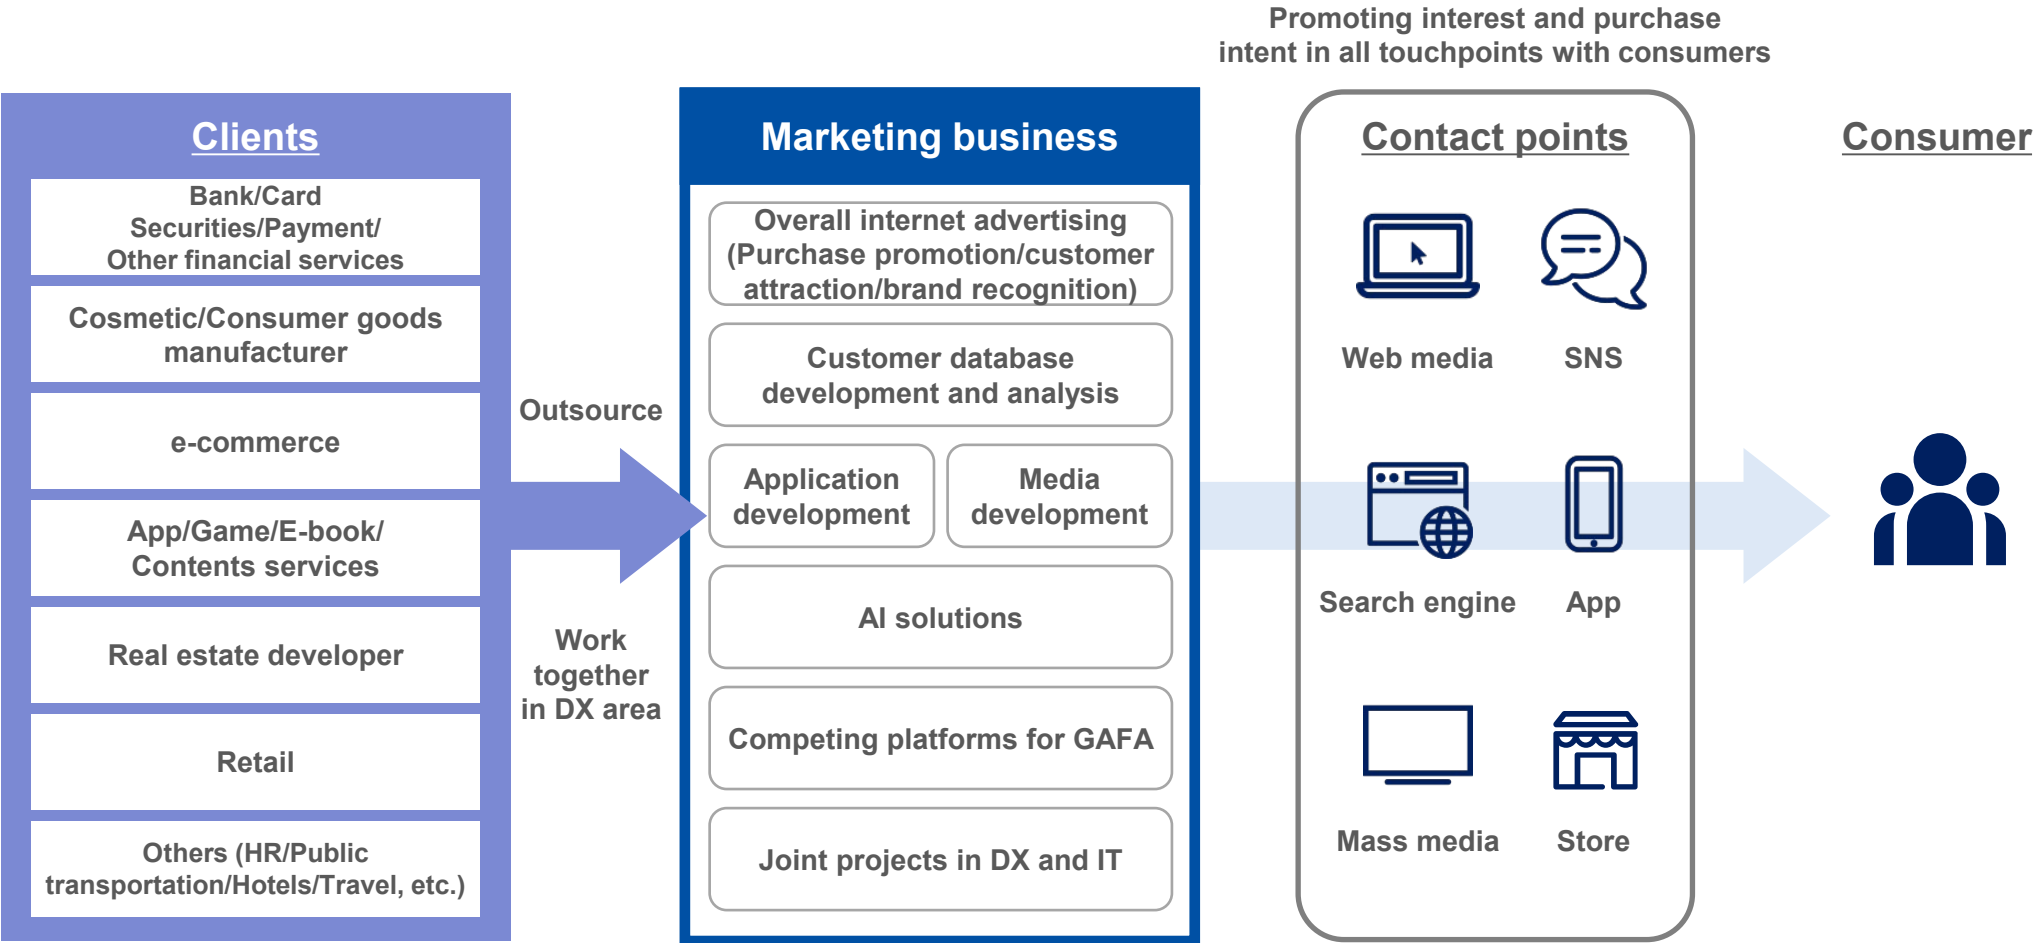 Promoting interest and purchase
intent in all touchpoints with consumers
Clients
Bank/Card
Securities/Payment/
Other financial services
Cosmetic/Consumer goods
manufacturer
e-commerce
App/Game/E-book/
Contents services
Real estate developer
Retail
Others (HR/Public
transportation/Hotels/Travel, etc.)
Outsource
Work
together
in DX area
Marketing business
Overall internet advertising
(Purchase promotion/customer
attraction/brand recognition)
Customer database
development and analysis
Application
development
Media
development
AI solutions
Competing platforms for GAFA
Joint projects in DX and IT
Contact points
Web media
SNS
Search engine
App
Mass media
Store
Consumer